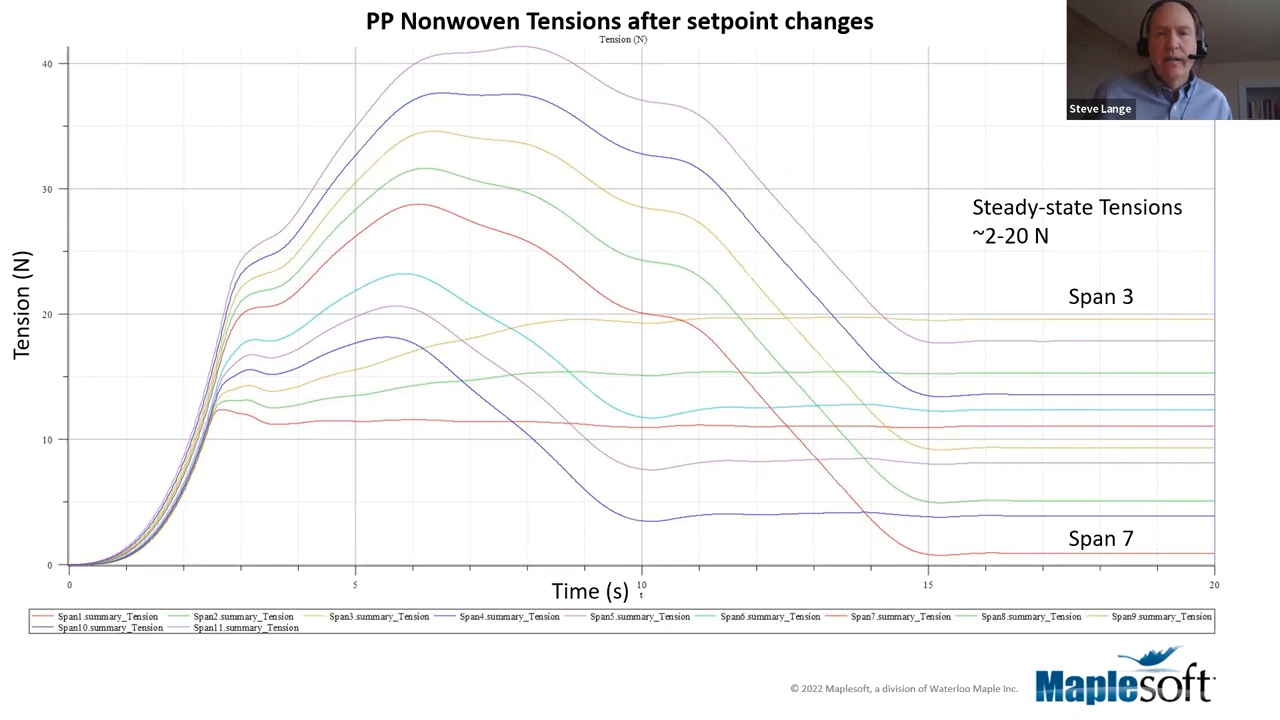 PP Nonwoven Tensions after setpoint changes
Tension (N)
Steve Lange
40
30
20
10
0
Tension (N)
Steady-state Tensions
~2-20 N
Span 3
Span 7
0 5 10 15 20
Time (s) t
Span1.summary_Tension Span2.summary_Tension Span3.summary_Tension Span4.summary_Tension Span5.summary_Tension Span6.summary_Tension Span7.summary_Tension Span8.summary_Tension Span9.summary_Tension
Span10.summary_Tension Span11.summary_Tension
© 2022 Maplesoft, a division of Waterloo Maple Inc.
Maplesoft